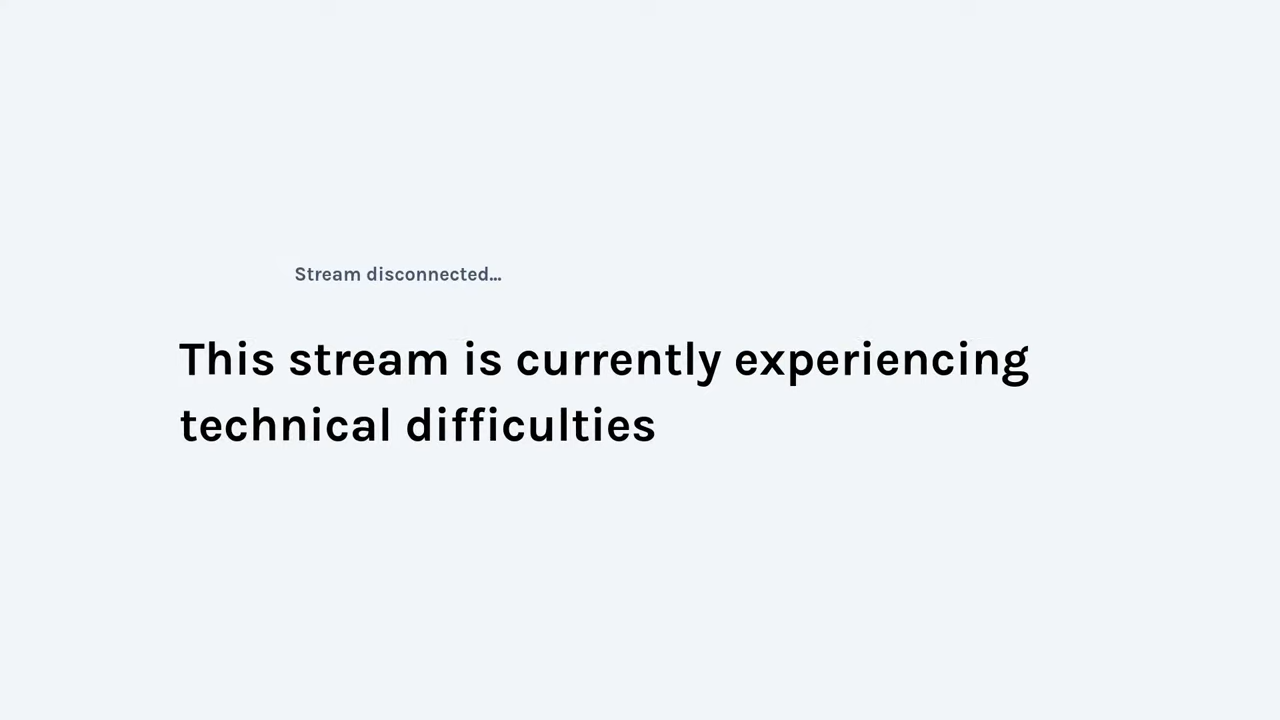 Stream disconnected...
This stream is currently experiencing
technical difficulties